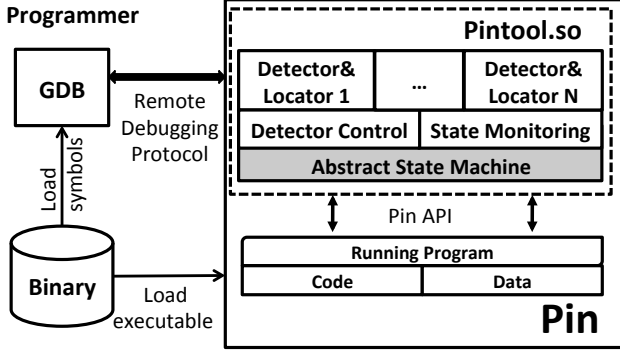 Programmer
Pintool.so
GDB
Remote
Debugging
Protocol
Detector&
Locator 1
...
Detector&
Locator N
Detector Control
State Monitoring
Abstract State Machine
Load
symbols
Pin API
Binary
Load
executable
Running Program
Code
Data
Pin